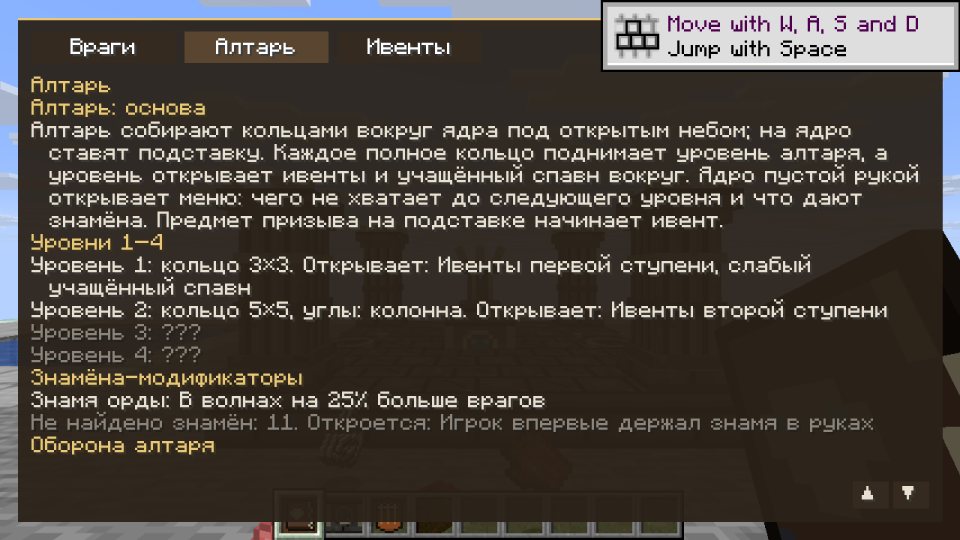 Враги
Алтарь
Ивенты
Move with W, A, S and D
Jump with Space
Алтарь
Алтарь: основа
Алтарь собирают кольцами вокруг ядра под открытым небом; на ядро
ставят подставку. Каждое полное кольцо поднимает уровень алтаря, а
уровень открывает ивенты и учащённый спавн вокруг. Ядро пустой рукой
открывает меню: чего не хватает до следующего уровня и что дают
знамёна. Предмет призыва на подставке начинает ивент.
Уровни 1–4
Уровень 1: кольцо 3×3. Открывает: Ивенты первой ступени, слабый
учащённый спавн
Уровень 2: кольцо 5×5, углы: колонна. Открывает: Ивенты второй ступени
Уровень 3: ???
Уровень 4: ???
Знамёна-модификаторы
Знамя орды: В волнах на 25% больше врагов
Не найдено знамён: 11. Откроется: Игрок впервые держал знамя в руках
Оборона алтаря